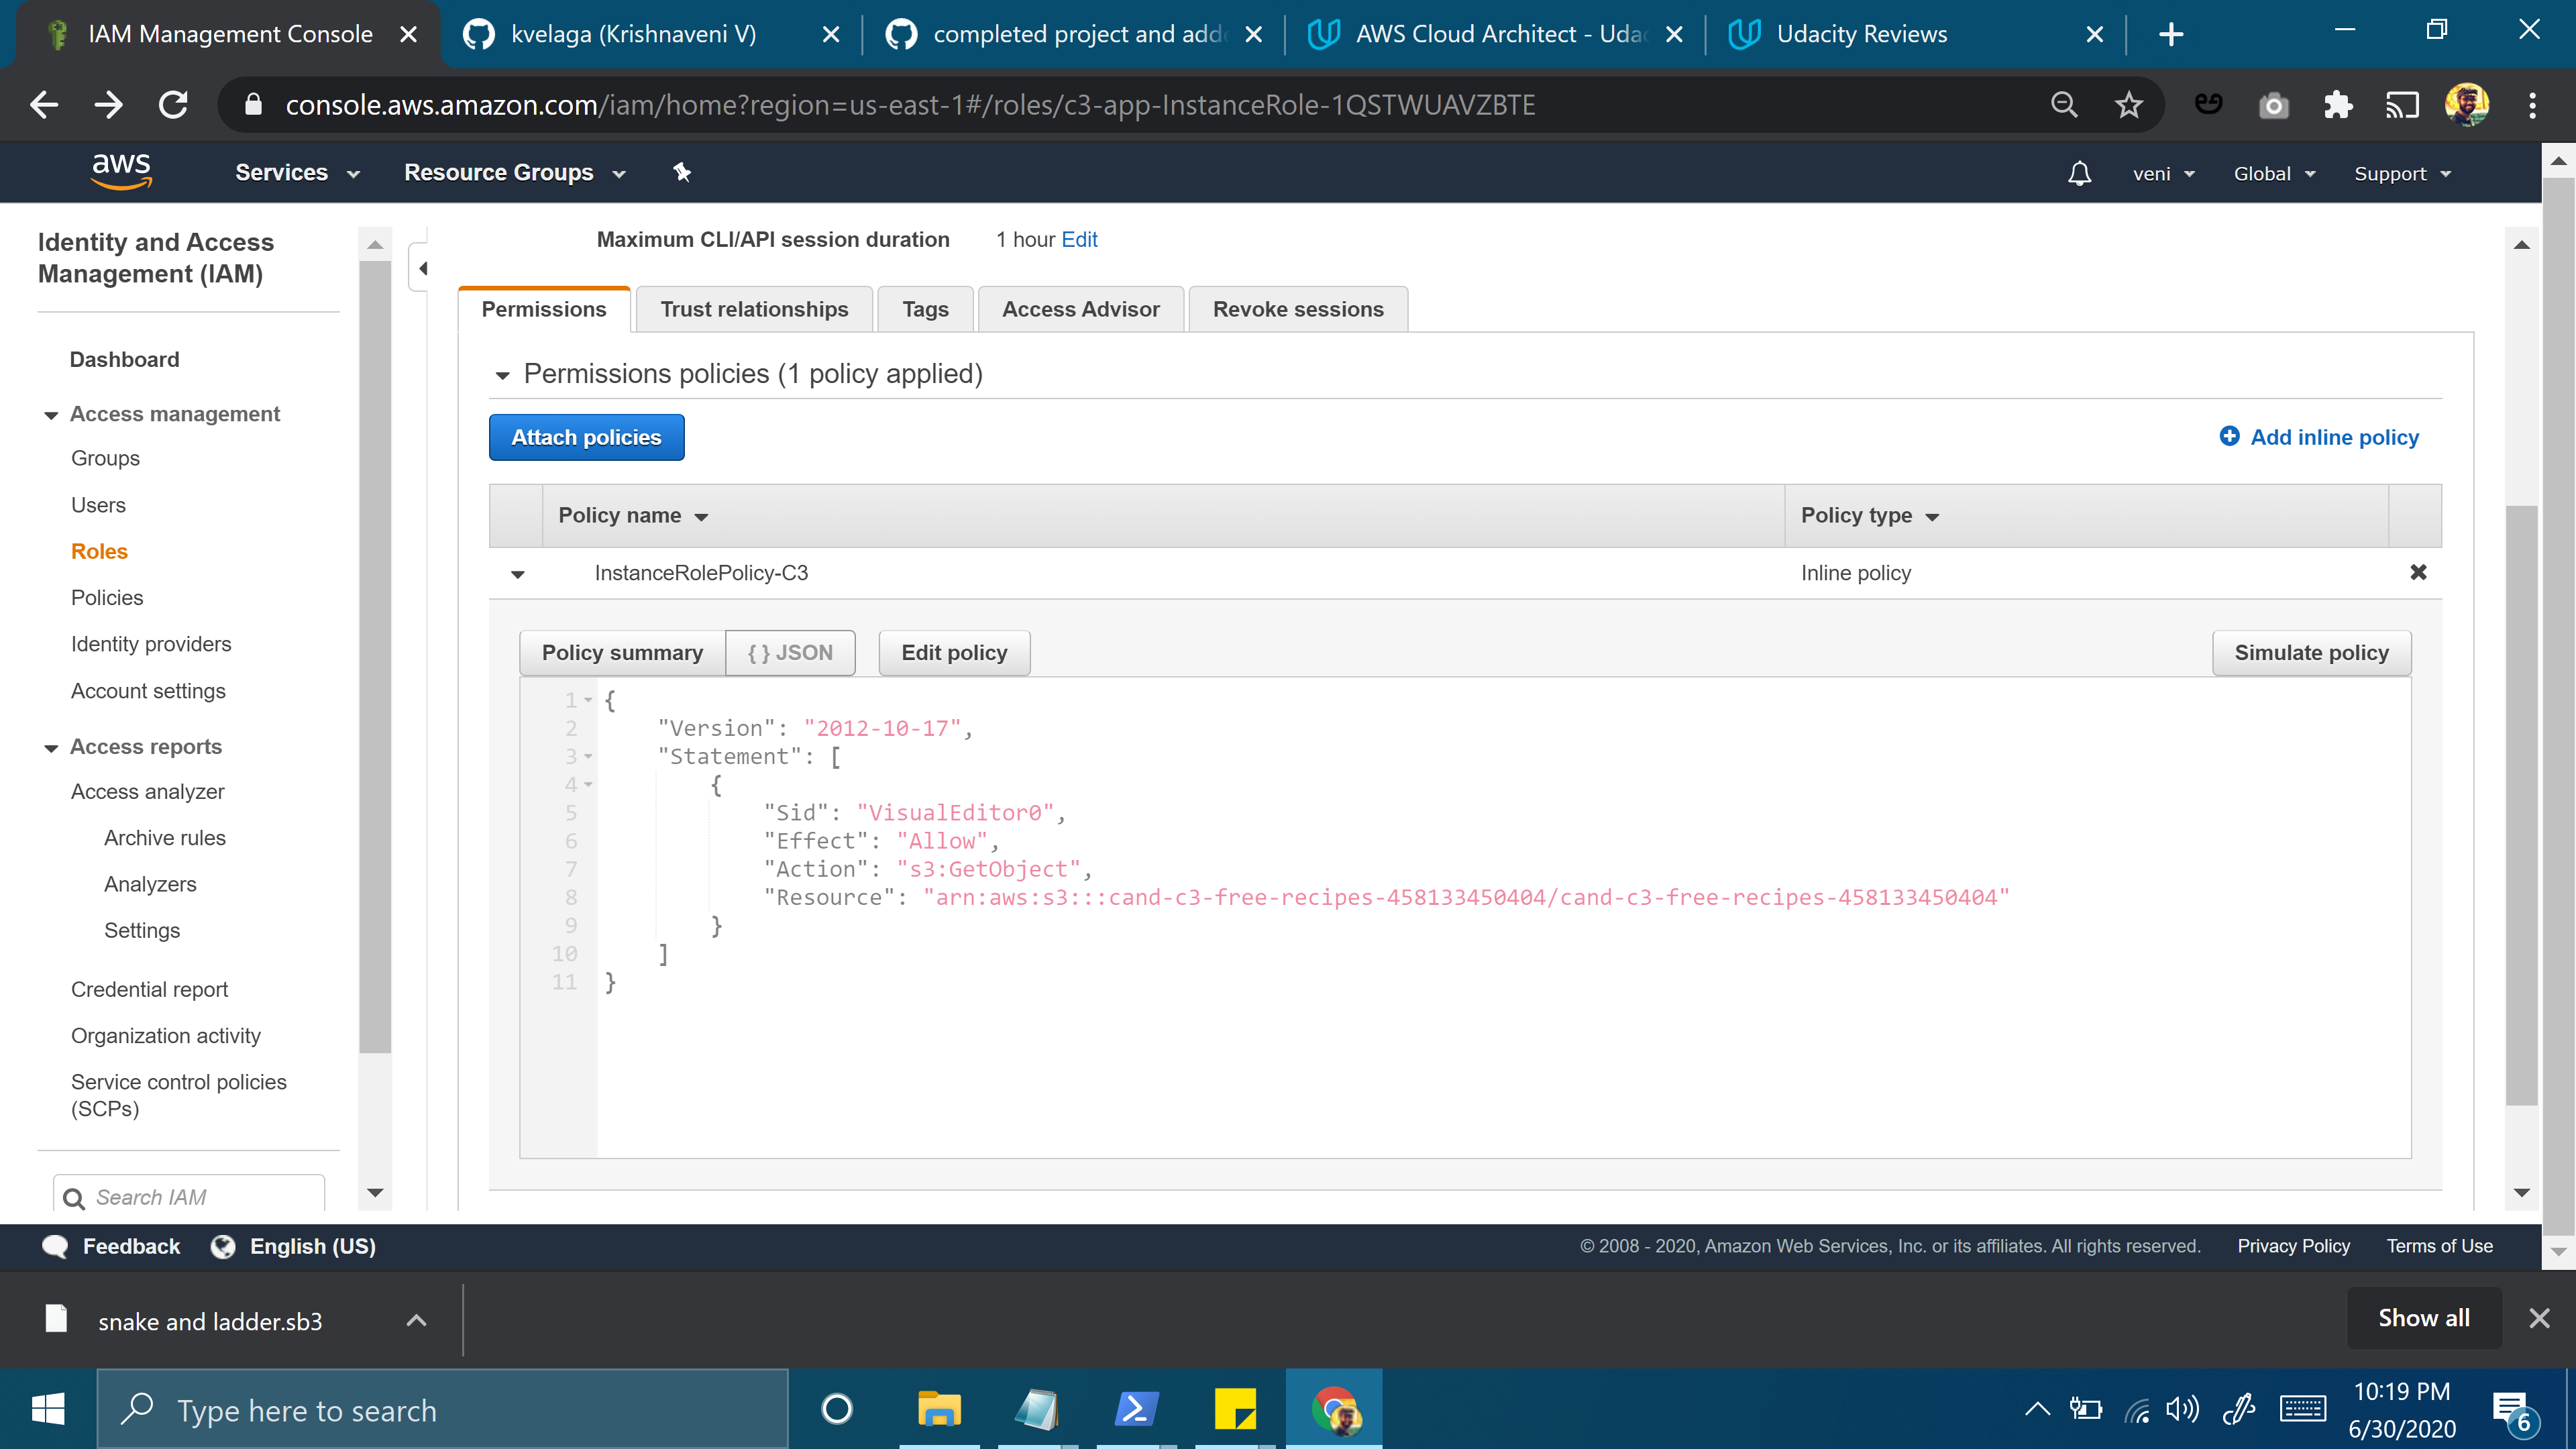 IAM Management Console
kvelaga (Krishnaveni V)
completed project and adde
AWS Cloud Architect - Udac
Udacity Reviews
console.aws.amazon.com/iam/home?region=us-east-1#/roles/c3-app-InstanceRole-1QSTWUAVZBTE
aws
Services
Resource Groups
veni
Global
Support
Identity and Access
Management (IAM)
Dashboard
Access management
Groups
Users
Roles
Policies
Identity providers
Account settings
Access reports
Access analyzer
Archive rules
Analyzers
Settings
Credential report
Organization activity
Service control policies
(SCPs)
Search IAM
Maximum CLI/API session duration 1 hour Edit
Permissions
Trust relationships
Tags
Access Advisor
Revoke sessions
Permissions policies (1 policy applied)
Attach policies
Add inline policy
Policy name
Policy type
InstanceRolePolicy-C3
Inline policy
Policy summary
{ } JSON
Edit policy
Simulate policy
1 {
2 "Version": "2012-10-17",
3 "Statement": [
4 {
5 "Sid": "VisualEditor0",
6 "Effect": "Allow",
7 "Action": "s3:GetObject",
8 "Resource": "arn:aws:s3:::cand-c3-free-recipes-458133450404/cand-c3-free-recipes-458133450404"
9 }
10 ]
11 }
Feedback
English (US)
© 2008 - 2020, Amazon Web Services, Inc. or its affiliates. All rights reserved.
Privacy Policy
Terms of Use
snake and ladder.sb3
Show all
Type here to search
10:19 PM
6/30/2020
6